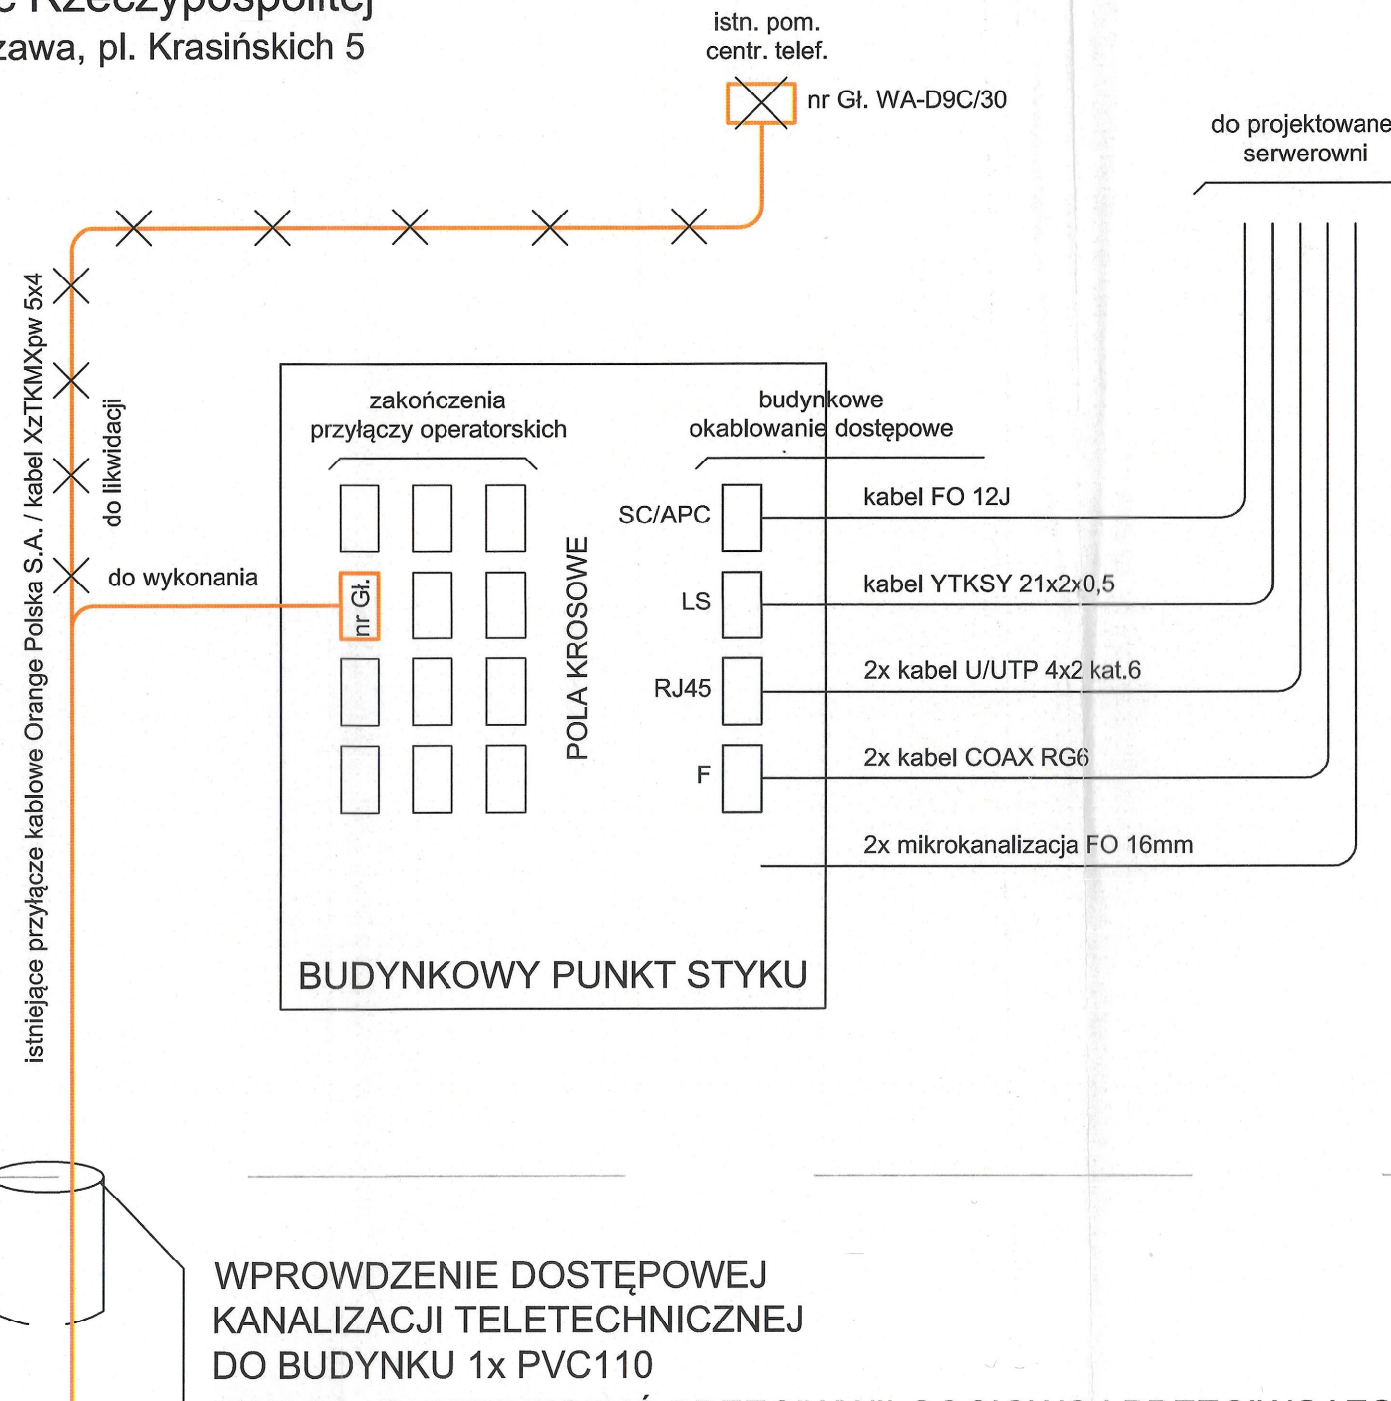 Rzeczypospolitej
zawa, pl. Krasińskich 5
istn. pom.
centr. telef.
nr Gł. WA-D9C/30
do projektowane
serwerowni
istniejące przyłącze kablowe Orange Polska S.A. / kabel XzTKMXpw 5x4
do likwidacji
do wykonania
zakończenia
przyłączy operatorskich
budynkowe
okablowanie dostępowe
nr Gł.
POLA KROSOWE
SC/APC
kabel FO 12J
LS
kabel YTKSY 21x2x0,5
RJ45
2x kabel U/UTP 4x2 kat.6
F
2x kabel COAX RG6
2x mikrokanalizacja FO 16mm
BUDYNKOWY PUNKT STYKU
WPROWDZENIE DOSTĘPOWEJ
KANALIZACJI TELETECHNICZNEJ
DO BUDYNKU 1x PVC110